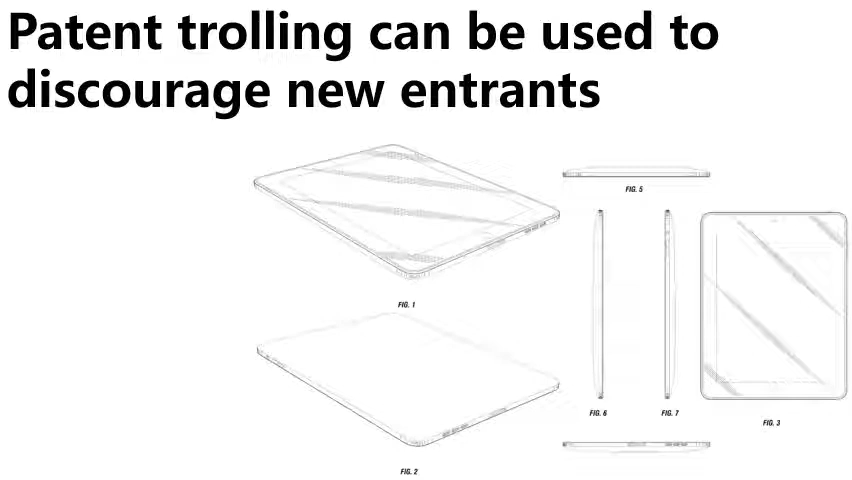 Patent trolling can be used to
discourage new entrants
FIG. 5
FIG. 1
FIG. 6
FIG. 7
FIG. 3
FIG. 2